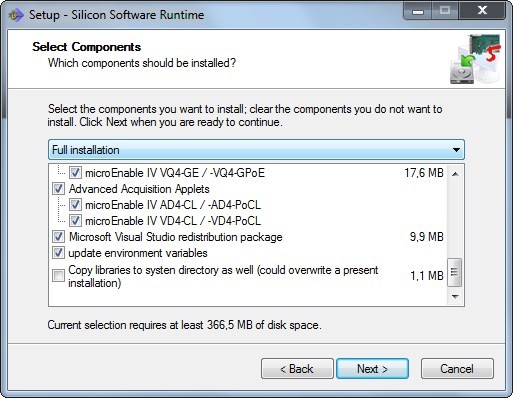 Setup - Silicon Software Runtime
Select Components
Which components should be installed?
Select the components you want to install; clear the components you do not want to
install. Click Next when you are ready to continue.
Full installation
microEnable IV VQ4-GE / -VQ4-GPoE 17,6 MB
Advanced Acquisition Applets
microEnable IV AD4-CL / -AD4-PoCL
microEnable IV VD4-CL / -VD4-PoCL
Microsoft Visual Studio redistribution package 9,9 MB
update environment variables
Copy libraries to systen directory as well (could overwrite a present
installation) 1,1 MB
Current selection requires at least 366,5 MB of disk space.
< Back Next > Cancel